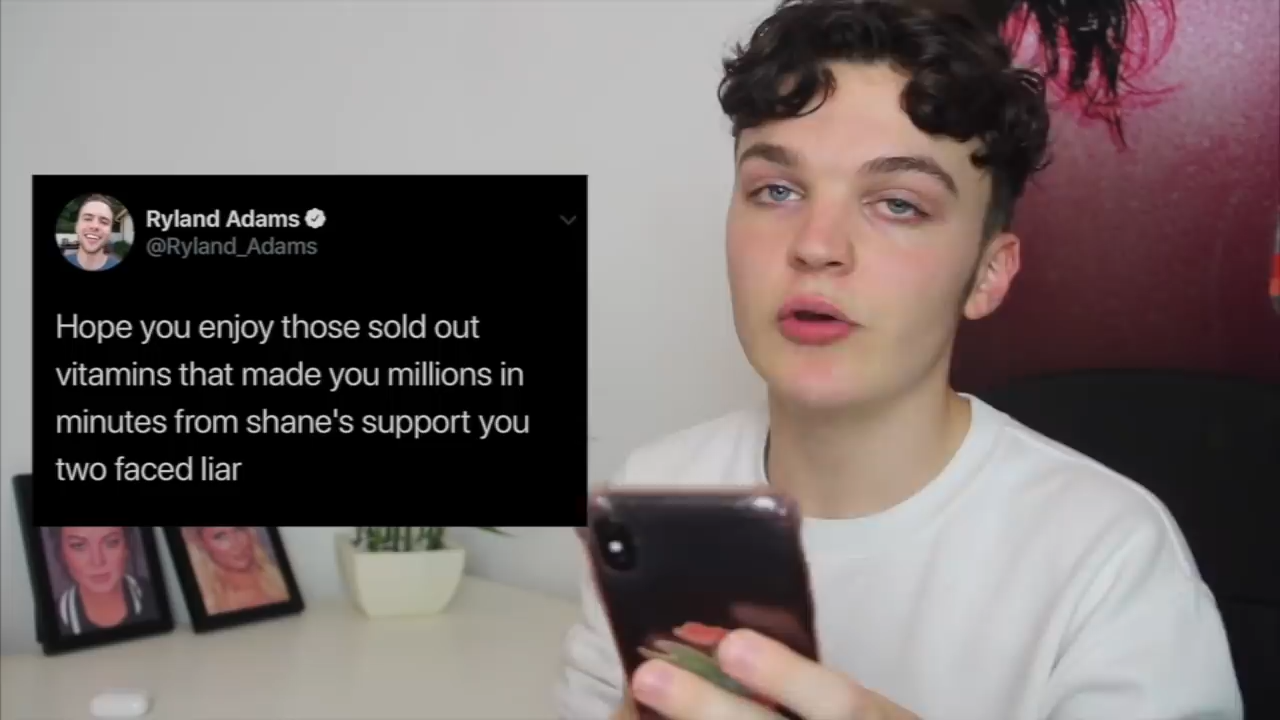 Ryland Adams
@Ryland_Adams
Hope you enjoy those sold out
vitamins that made you millions in
minutes from shane's support you
two faced liar